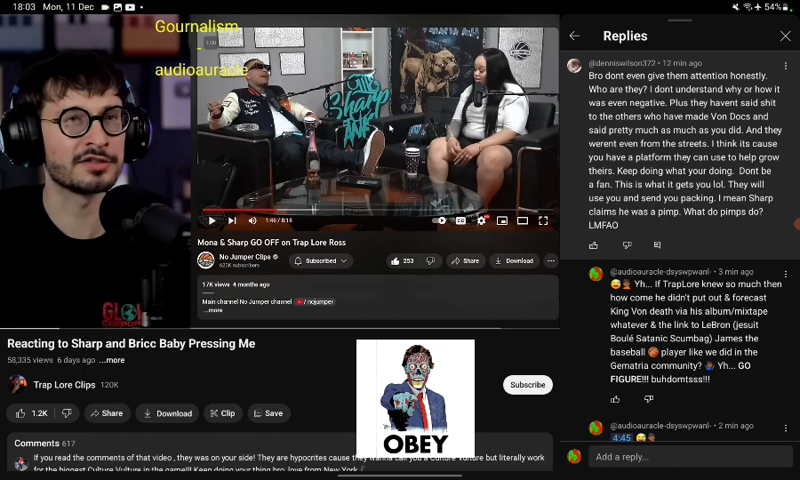 18:03 Mon, 11 Dec
54%
Gournalism
-
audioauracle
1:00
Sharp
TANK
1:46 / 8:18
Mona & Sharp GO OFF on Trap Lore Ross
No Jumper Clips
623K subscribers
Subscribed
253
Share
Download
17K views 4 months ago
Main channel No Jumper channel /nojumper
...more
Reacting to Sharp and Bricc Baby Pressing Me
58,335 views 6 days ago ...more
Trap Lore Clips 120K
Subscribe
1.2K
Share
Download
Clip
Save
OBEY
Comments 617
If you read the comments of that video , they was on your side! They are hypocrites cause they wanna call you a Culture Vulture but literally work
for the biggest Culture Vulture in the game!!! Keen doing your thing bro. love from New York
Replies
@denniswilson372 • 12 min ago
Bro dont even give them attention honestly.
Who are they? I dont understand why or how it
was even negative. Plus they havent said shit
to the others who have made Von Docs and
said pretty much as much as you did. And they
werent even from the streets. I think its cause
you have a platform they can use to help grow
theirs. Keep doing what your doing. Dont be
a fan. This is what it gets you lol. They will
use you and send you packing. I mean Sharp
claims he was a pimp. What do pimps do?
LMFAO
@audioauracle-dsyswpwanl- • 3 min ago
Yh... If TrapLore knew so much then
how come he didn't put out & forecast
King Von death via his album/mixtape
whatever & the link to LeBron (jesuit
Boulé Satanic Scumbag) James the
baseball 🏀 player like we did in the
Gematria community? Yh... GO
FIGURE!!! buhdomtsss!!!
@audioauracle-dsyswpwanl- • 2 min ago
4:45
Add a reply...